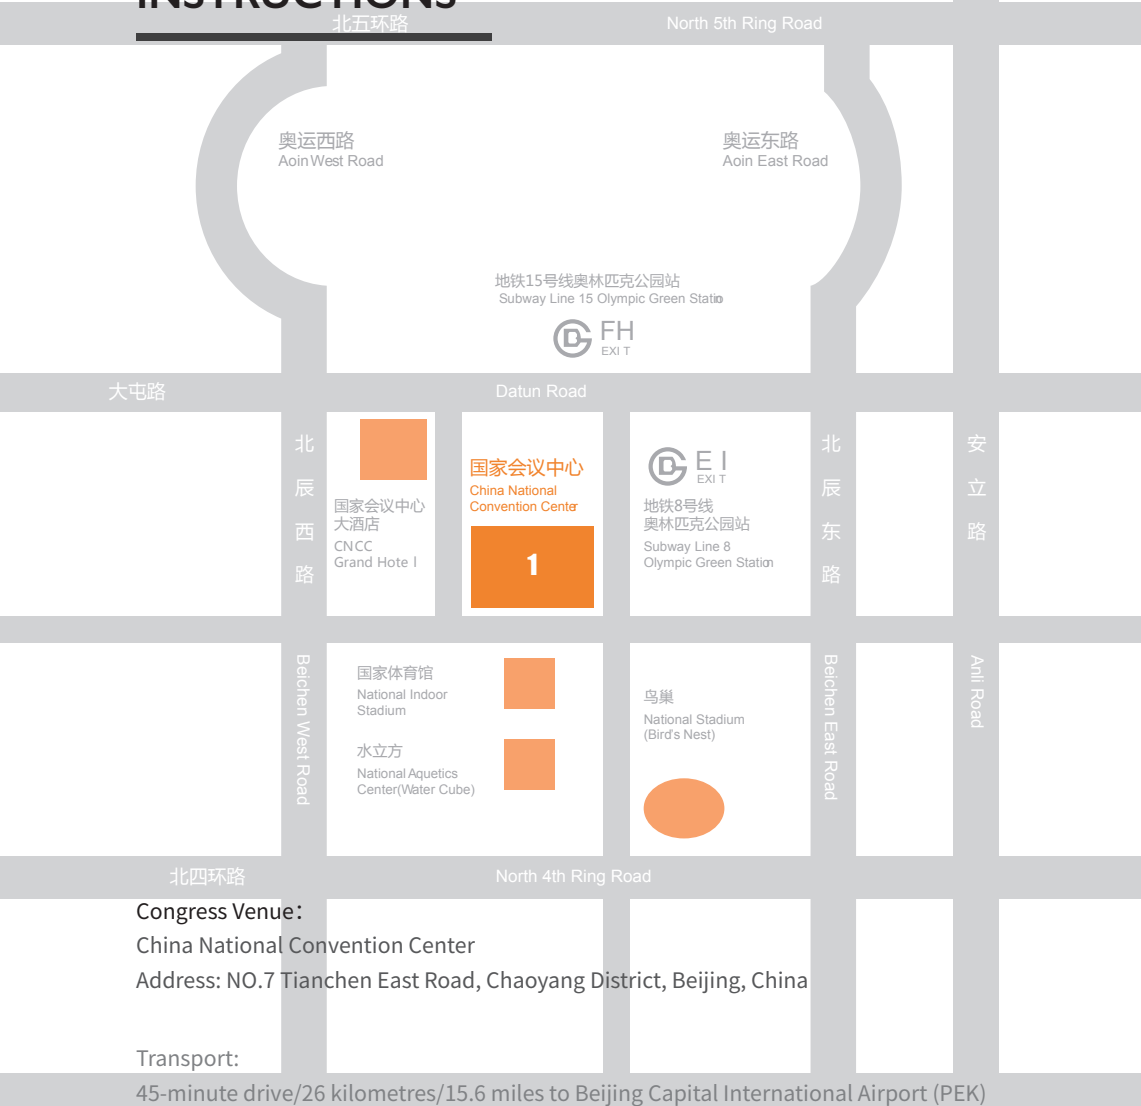 INSTRUCTIONS
北五环路
North 5th Ring Road
奥运西路
Aoin West Road
奥运东路
Aoin East Road
地铁15号线奥林匹克公园站
Subway Line 15 Olympic Green Station
FH
EXI T
大屯路
Datun Road
北辰西路
国家会议中心
大酒店
CNCC
Grand Hote l
国家会议中心
China National
Convention Center
1
E I
EXI T
地铁8号线
奥林匹克公园站
Subway Line 8
Olympic Green Station
北辰东路
安立路
Beichen West Road
国家体育馆
National Indoor
Stadium
水立方
National Aquetics
Center(Water Cube)
鸟巢
National Stadium
(Bird's Nest)
Beichen East Road
Anli Road
北四环路
North 4th Ring Road
Congress Venue：
China National Convention Center
Address: NO.7 Tianchen East Road, Chaoyang District, Beijing, China
Transport:
45-minute drive/26 kilometres/15.6 miles to Beijing Capital International Airport (PEK)